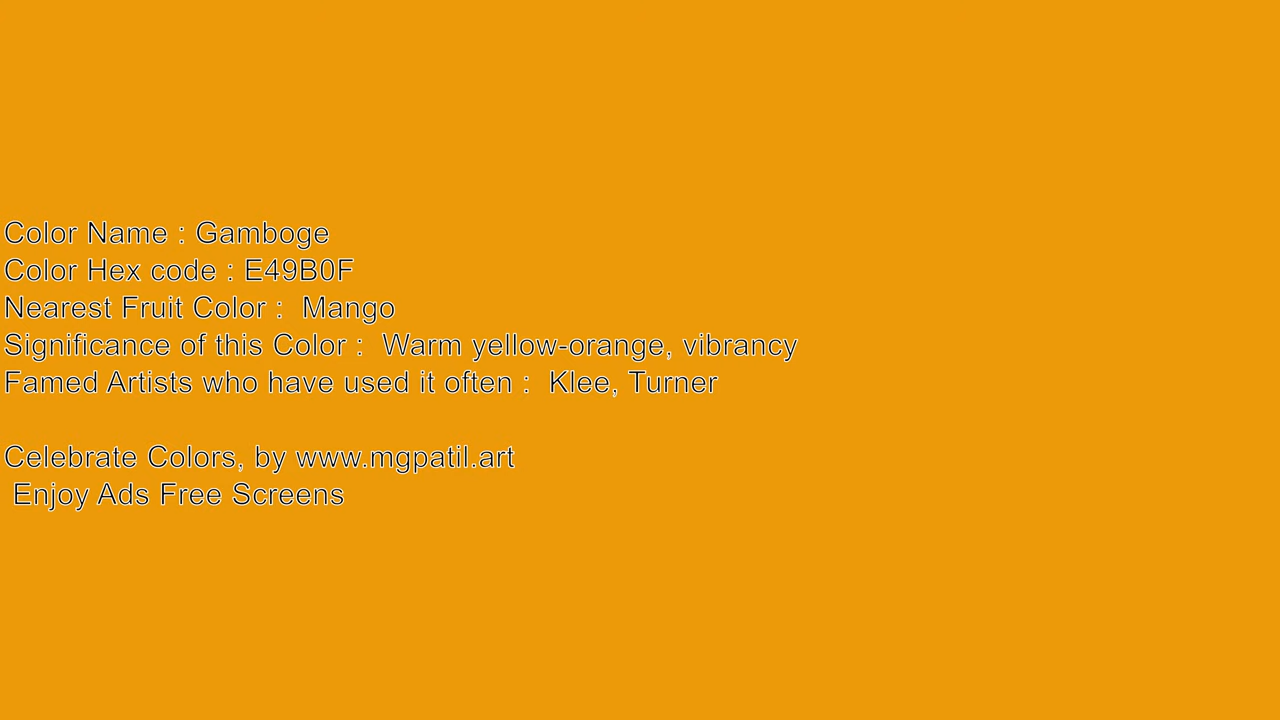 Color Name : Gamboge
Color Hex code : E49B0F
Nearest Fruit Color :  Mango
Significance of this Color :  Warm yellow-orange, vibrancy
Famed Artists who have used it often :  Klee, Turner
Celebrate Colors, by www.mgpatil.art
Enjoy Ads Free Screens